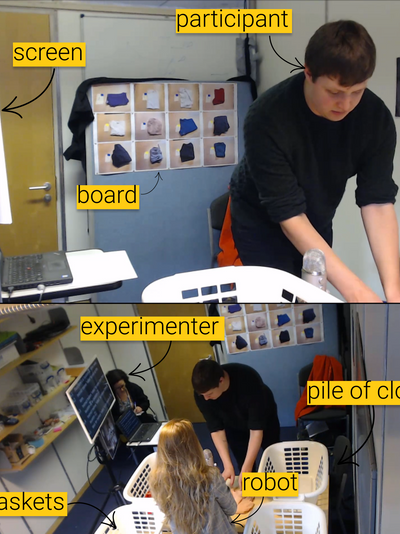 participant
screen
board
experimenter
pile of clo
robot
askets